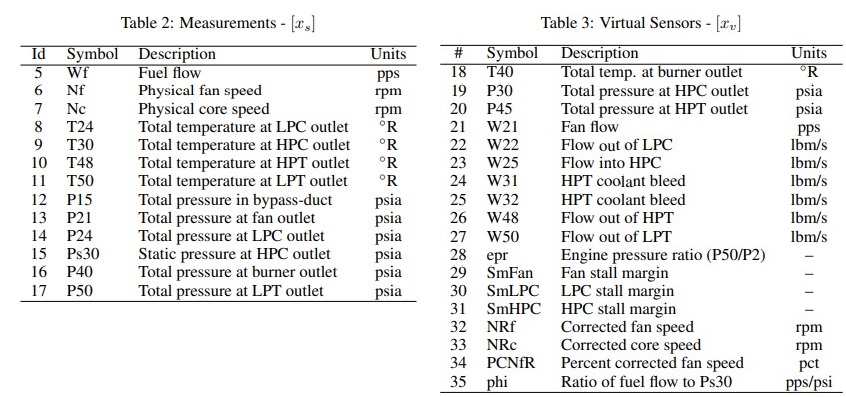 Table 2: Measurements - [x_s]
Id Symbol Description Units
5 Wf Fuel flow pps
6 Nf Physical fan speed rpm
7 Nc Physical core speed rpm
8 T24 Total temperature at LPC outlet °R
9 T30 Total temperature at HPC outlet °R
10 T48 Total temperature at HPT outlet °R
11 T50 Total temperature at LPT outlet °R
12 P15 Total pressure in bypass-duct psia
13 P21 Total pressure at fan outlet psia
14 P24 Total pressure at LPC outlet psia
15 Ps30 Static pressure at HPC outlet psia
16 P40 Total pressure at burner outlet psia
17 P50 Total pressure at LPT outlet psia
Table 3: Virtual Sensors - [x_v]
# Symbol Description Units
18 T40 Total temp. at burner outlet °R
19 P30 Total pressure at HPC outlet psia
20 P45 Total pressure at HPT outlet psia
21 W21 Fan flow pps
22 W22 Flow out of LPC lbm/s
23 W25 Flow into HPC lbm/s
24 W31 HPT coolant bleed lbm/s
25 W32 HPT coolant bleed lbm/s
26 W48 Flow out of HPT lbm/s
27 W50 Flow out of LPT lbm/s
28 epr Engine pressure ratio (P50/P2) –
29 SmFan Fan stall margin –
30 SmLPC LPC stall margin –
31 SmHPC HPC stall margin –
32 NRf Corrected fan speed rpm
33 NRc Corrected core speed rpm
34 PCNfR Percent corrected fan speed pct
35 phi Ratio of fuel flow to Ps30 pps/psi